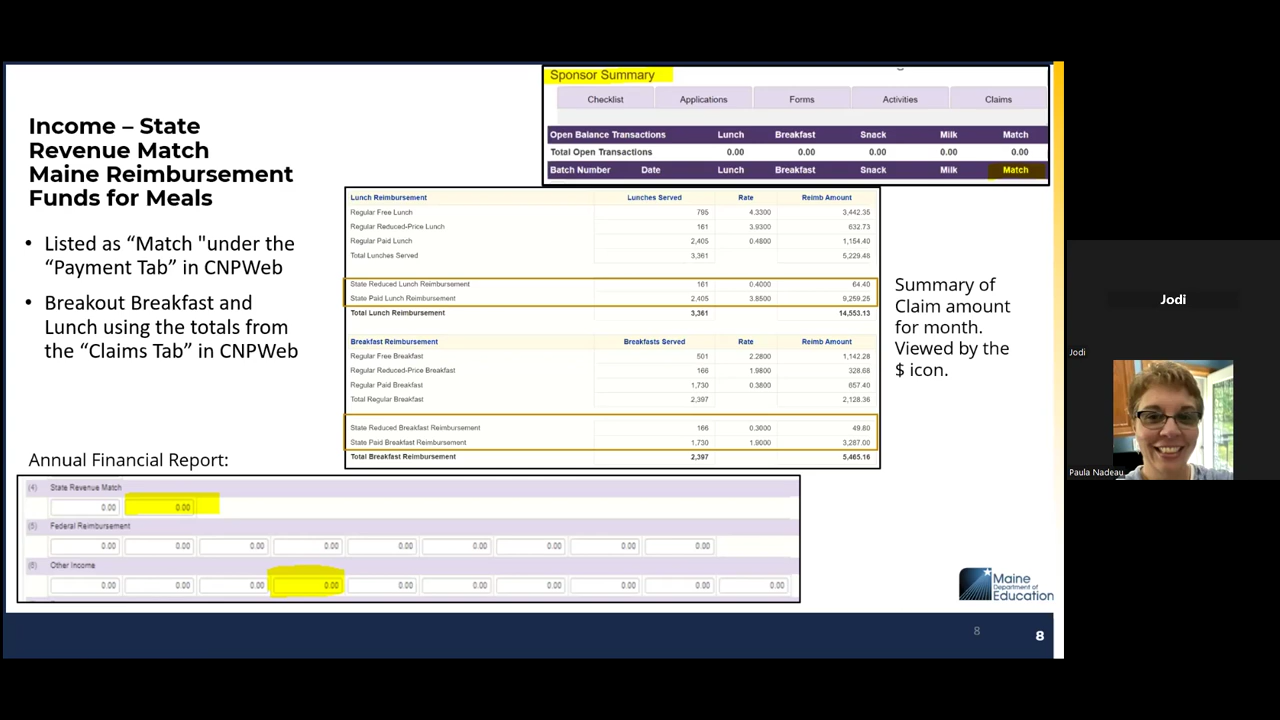 Income – State
Revenue Match
Maine Reimbursement
Funds for Meals
• Listed as “Match "under the
“Payment Tab” in CNPWeb
• Breakout Breakfast and
Lunch using the totals from
the “Claims Tab” in CNPWeb
Sponsor Summary
Checklist Applications Forms Activities Claims
Open Balance Transactions Lunch Breakfast Snack Milk Match
Total Open Transactions 0.00 0.00 0.00 0.00 0.00
Batch Number Date Lunch Breakfast Snack Milk Match
Lunch Reimbursement Lunches Served Rate Reimb Amount
Regular Free Lunch 795 4.3300 3,442.35
Regular Reduced-Price Lunch 161 3.9300 632.73
Regular Paid Lunch 2,405 0.4800 1,154.40
Total Lunches Served 3,361 5,229.48
State Reduced Lunch Reimbursement 161 0.4000 64.40
State Paid Lunch Reimbursement 2,405 3.8500 9,259.25
Total Lunch Reimbursement 3,361 14,553.13
Breakfast Reimbursement Breakfasts Served Rate Reimb Amount
Regular Free Breakfast 501 2.2800 1,142.28
Regular Reduced-Price Breakfast 166 1.9800 328.68
Regular Paid Breakfast 1,730 0.3800 657.40
Total Regular Breakfast 2,397 2,128.36
State Reduced Breakfast Reimbursement 166 0.3000 49.80
State Paid Breakfast Reimbursement 1,730 1.9000 3,287.00
Total Breakfast Reimbursement 2,397 5,465.16
Summary of
Claim amount
for month.
Viewed by the
$ icon.
Annual Financial Report:
(4) State Revenue Match
0.00 0.00
(5) Federal Reimbursement
0.00 0.00 0.00 0.00 0.00 0.00 0.00 0.00 0.00
(6) Other Income
0.00 0.00 0.00 0.00 0.00 0.00 0.00 0.00 0.00 0.00
Maine
Department of
Education
8
8
Jodi
Jodi
Paula Nadeau